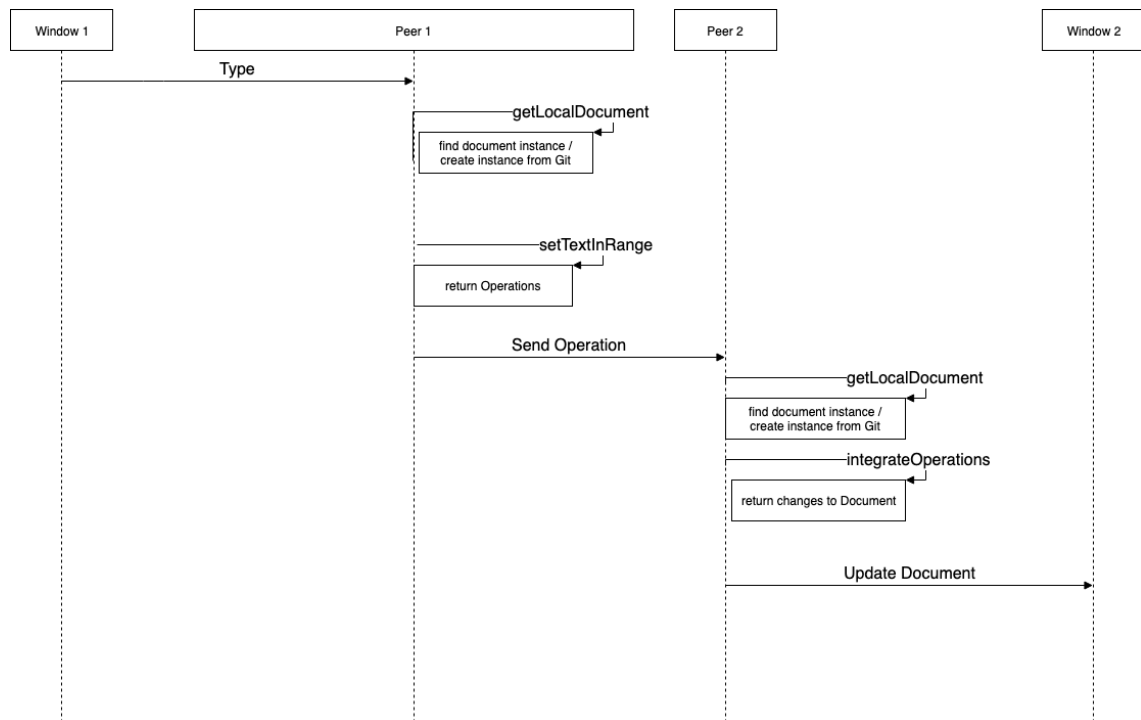 Window 1
Peer 1
Peer 2
Window 2
Type
getLocalDocument
find document instance /
create instance from Git
setTextInRange
return Operations
Send Operation
getLocalDocument
find document instance /
create instance from Git
integrateOperations
return changes to Document
Update Document